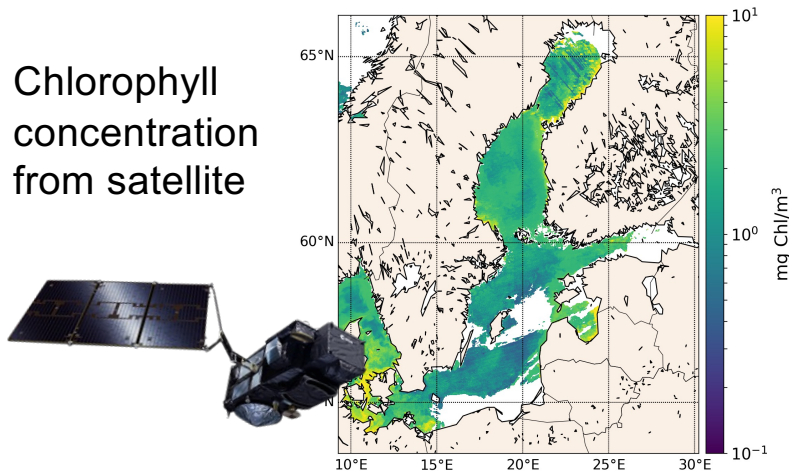 Chlorophyll
concentration
from satellite
65°N
60°N
N
10°E 15°E 20°E 25°E 30°E
10¹
10⁰
10⁻¹
mg Chl/m³